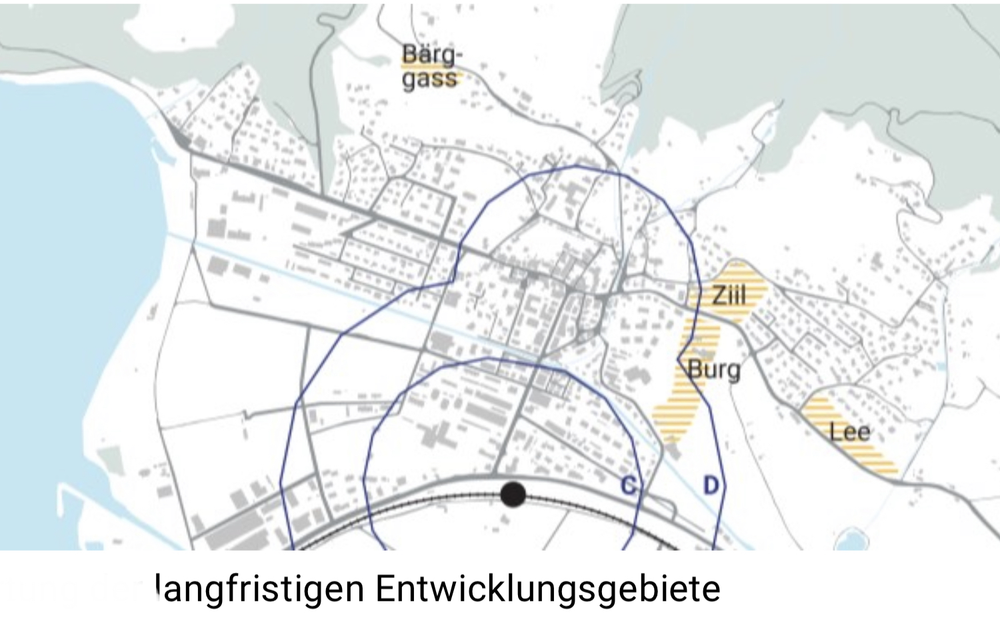 Bärg-
gass
Ziil
Burg
Lee
C
D
langfristigen Entwicklungsgebiete